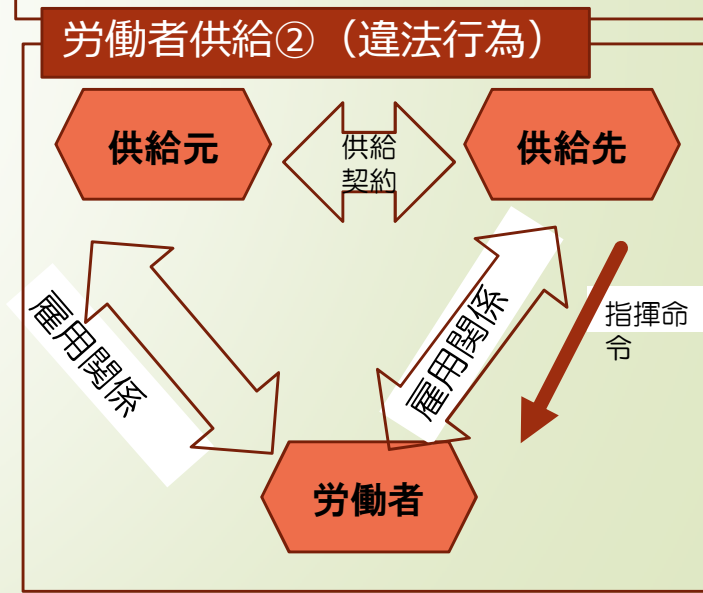 労働者供給②（違法行為）
供給元
供給
契約
供給先
雇用関係
雇用関係
指揮命
令
労働者